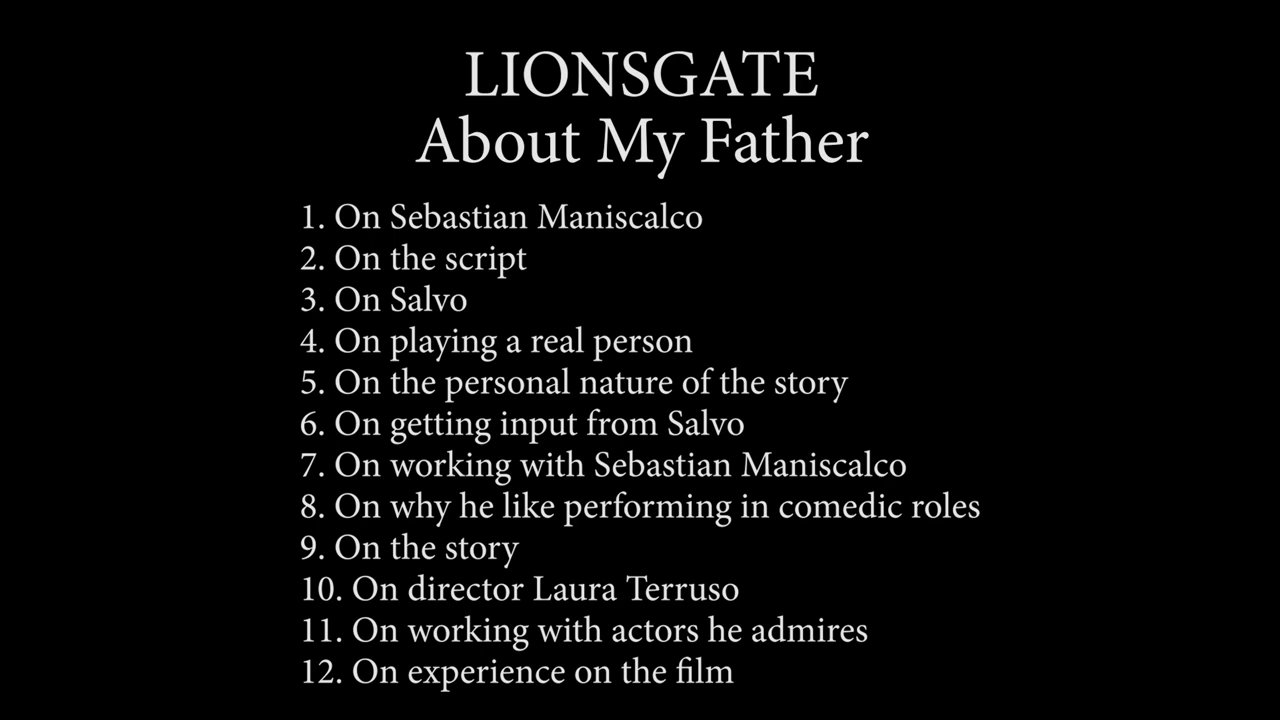 LIONSGATE
About My Father
1. On Sebastian Maniscalco
2. On the script
3. On Salvo
4. On playing a real person
5. On the personal nature of the story
6. On getting input from Salvo
7. On working with Sebastian Maniscalco
8. On why he like performing in comedic roles
9. On the story
10. On director Laura Terruso
11. On working with actors he admires
12. On experience on the film